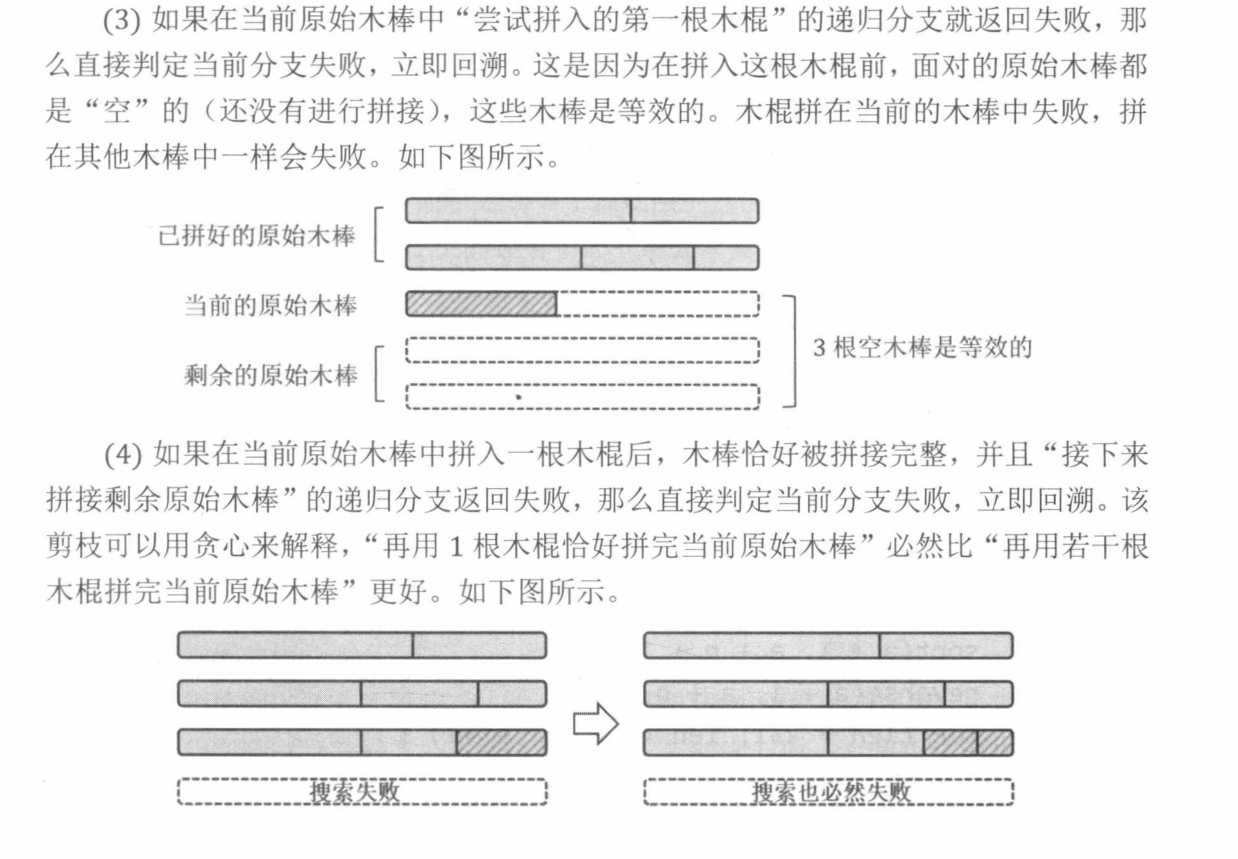 (3) 如果在当前原始木棒中“尝试拼入的第一根木棍”的递归分支就返回失败，那
么直接判定当前分支失败，立即回溯。这是因为在拼入这根木棍前，面对的原始木棒都
是“空”的（还没有进行拼接），这些木棒是等效的。木棍拼在当前的木棒中失败，拼
在其他木棒中一样会失败。如下图所示。
已拼好的原始木棒
当前的原始木棒
3 根空木棒是等效的
剩余的原始木棒
(4) 如果在当前原始木棒中拼入一根木棍后，木棒恰好被拼接完整，并且“接下来
拼接剩余原始木棒”的递归分支返回失败，那么直接判定当前分支失败，立即回溯。该
剪枝可以用贪心来解释，“再用 1 根木棍恰好拼完当前原始木棒”必然比“再用若干根
木棍拼完当前原始木棒”更好。如下图所示。
搜索失败
搜索也必然失败